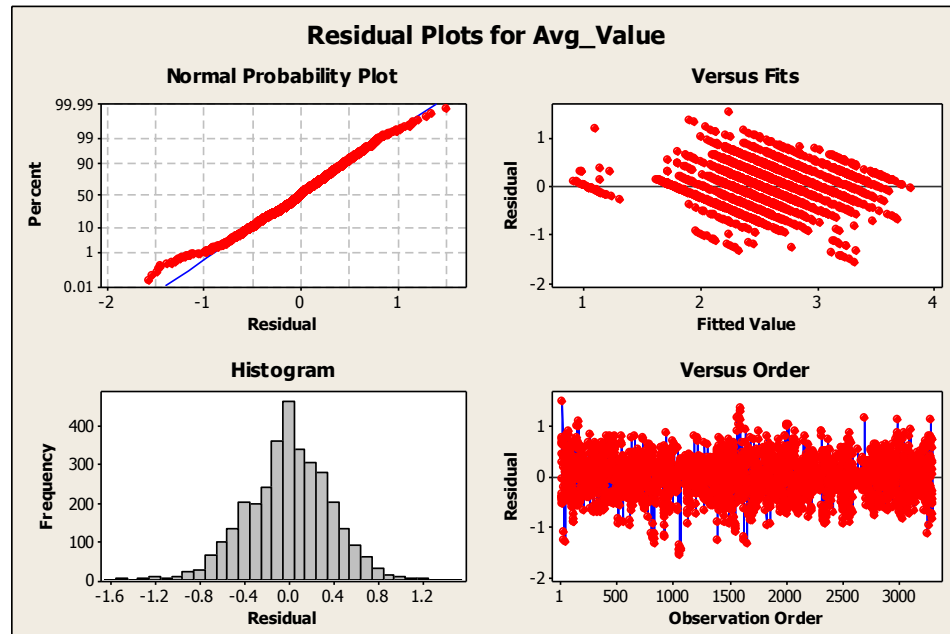 Residual Plots for Avg_Value
Normal Probability Plot
99.99
99
90
50
10
1
0.01
Percent
-2 -1 0 1
Residual
Versus Fits
1
0
-1
-2
Residual
1 2 3 4
Fitted Value
Histogram
400
300
200
100
0
Frequency
-1.6 -1.2 -0.8 -0.4 0.0 0.4 0.8 1.2
Residual
Versus Order
1
0
-1
-2
Residual
1 500 1000 1500 2000 2500 3000
Observation Order